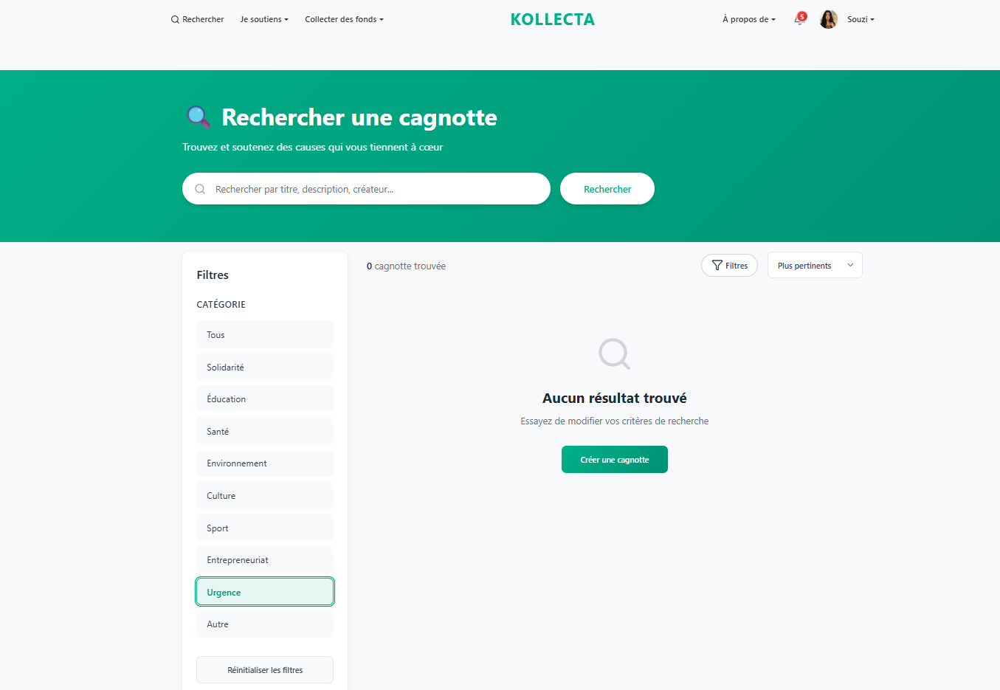 Rechercher
Je soutiens
Collecter des fonds
KOLLECTA
À propos de
5
Souzi
Rechercher une cagnotte
Trouvez et soutenez des causes qui vous tiennent à cœur
Rechercher par titre, description, créateur...
Rechercher
Filtres
CATÉGORIE
Tous
Solidarité
Éducation
Santé
Environnement
Culture
Sport
Entrepreneuriat
Urgence
Autre
Réinitialiser les filtres
0 cagnotte trouvée
Filtres
Plus pertinents
Aucun résultat trouvé
Essayez de modifier vos critères de recherche
Créer une cagnotte